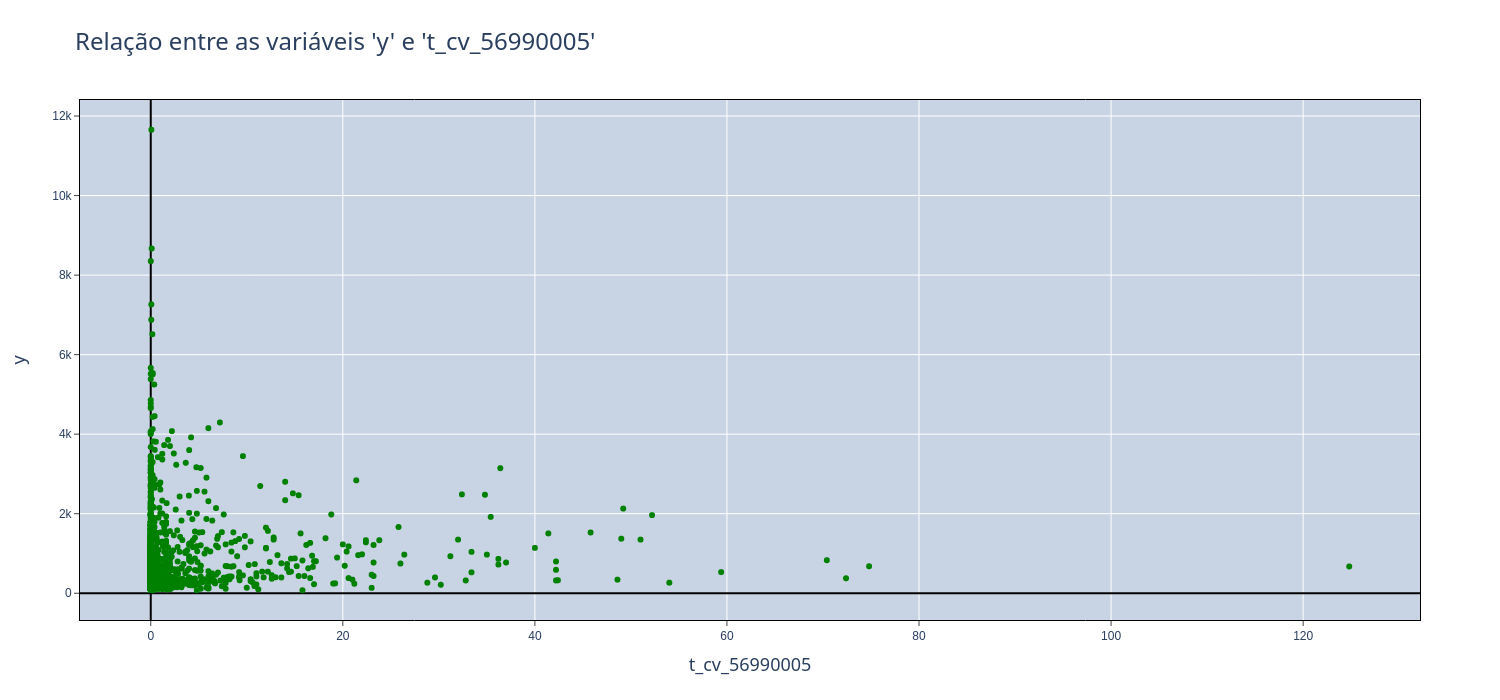 Relação entre as variáveis 'y' e 't_cv_56990005'
12k
10k
8k
6k
4k
2k
0
y
0 20 40 60 80 100 120
t_cv_56990005